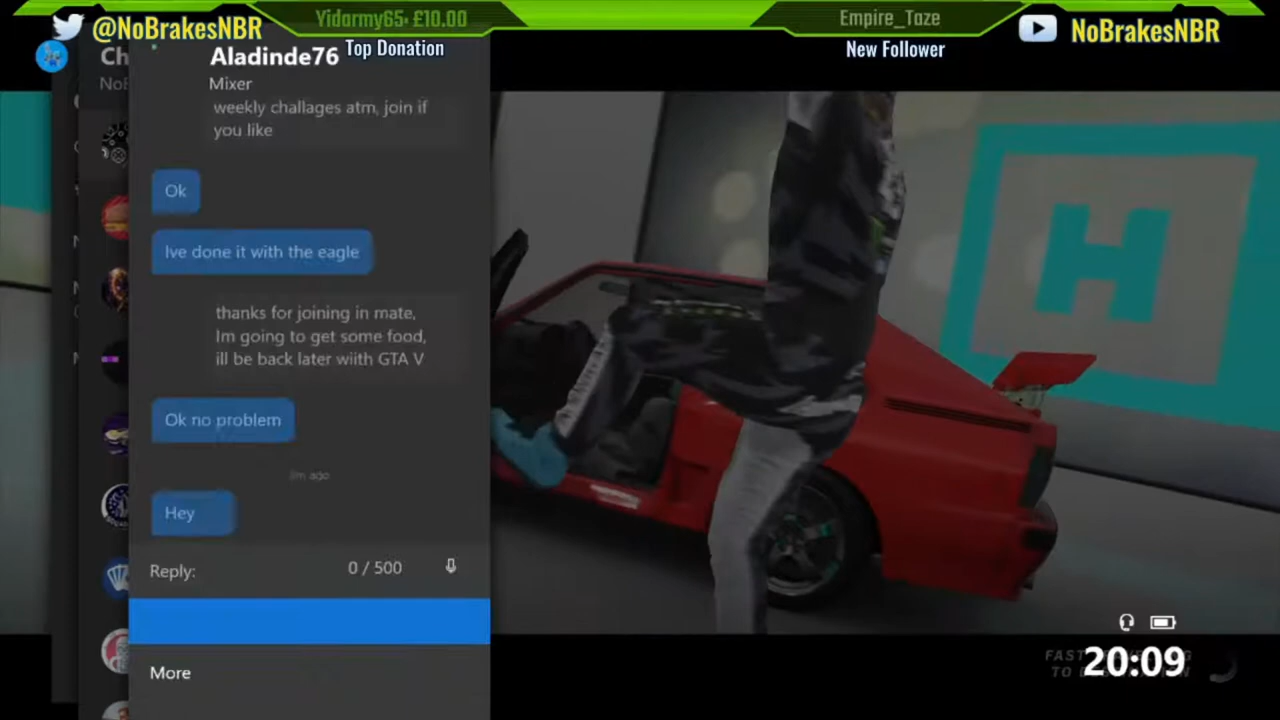 @NoBrakesNBR
Yidarmy65: £10.00
Top Donation
Empire_Taze
New Follower
NoBrakesNBR
Ch
Aladinde76
Mixer
weekly challages atm, join if
you like
Ok
Ive done it with the eagle
thanks for joining in mate,
Im going to get some food,
ill be back later wiith GTA V
Ok no problem
Hey
Reply:
0 / 500
More
H
20:09